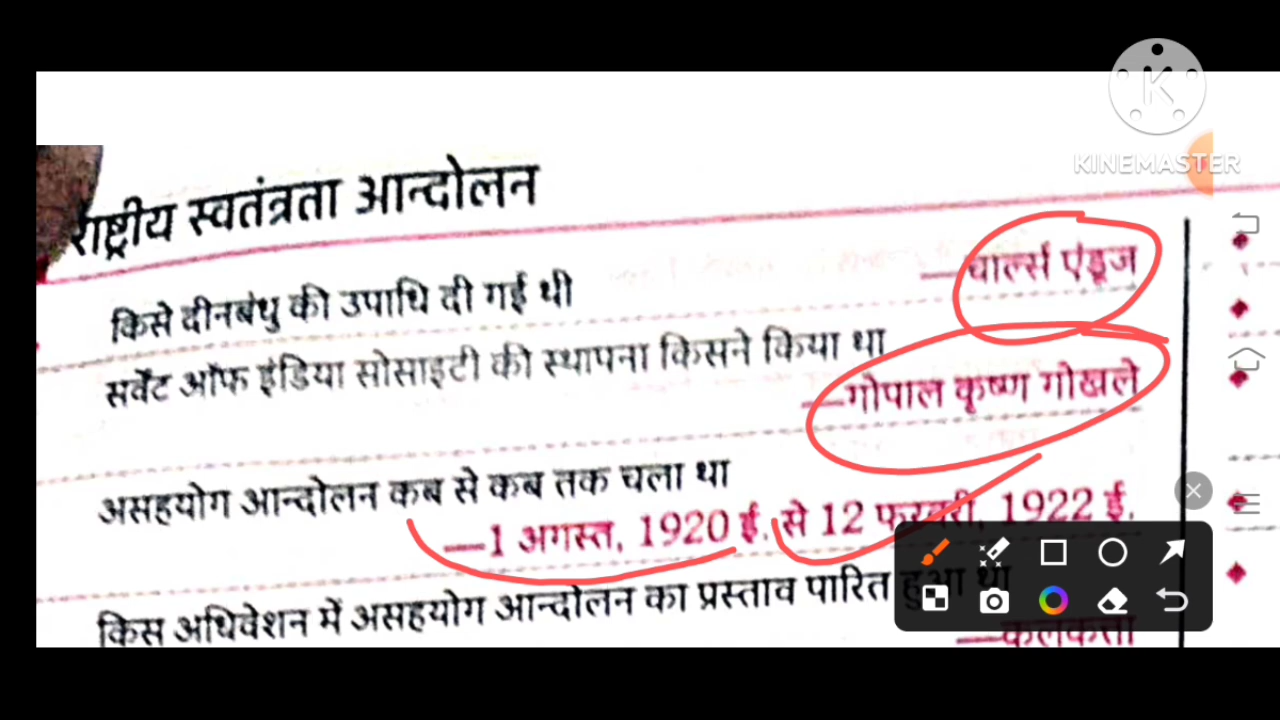 KINEMASTER
राष्ट्रीय स्वतंत्रता आन्दोलन
किसे दीनबंधु की उपाधि दी गई थी
—चार्ल्स एंड्रूज
सर्वेंट ऑफ इंडिया सोसाइटी की स्थापना किसने किया था
—गोपाल कृष्ण गोखले
असहयोग आन्दोलन कब से कब तक चला था
—1 अगस्त, 1920 ई. से 12 फरवरी, 1922 ई.
किस अधिवेशन में असहयोग आन्दोलन का प्रस्ताव पारित हुआ था
—कलकत्ता